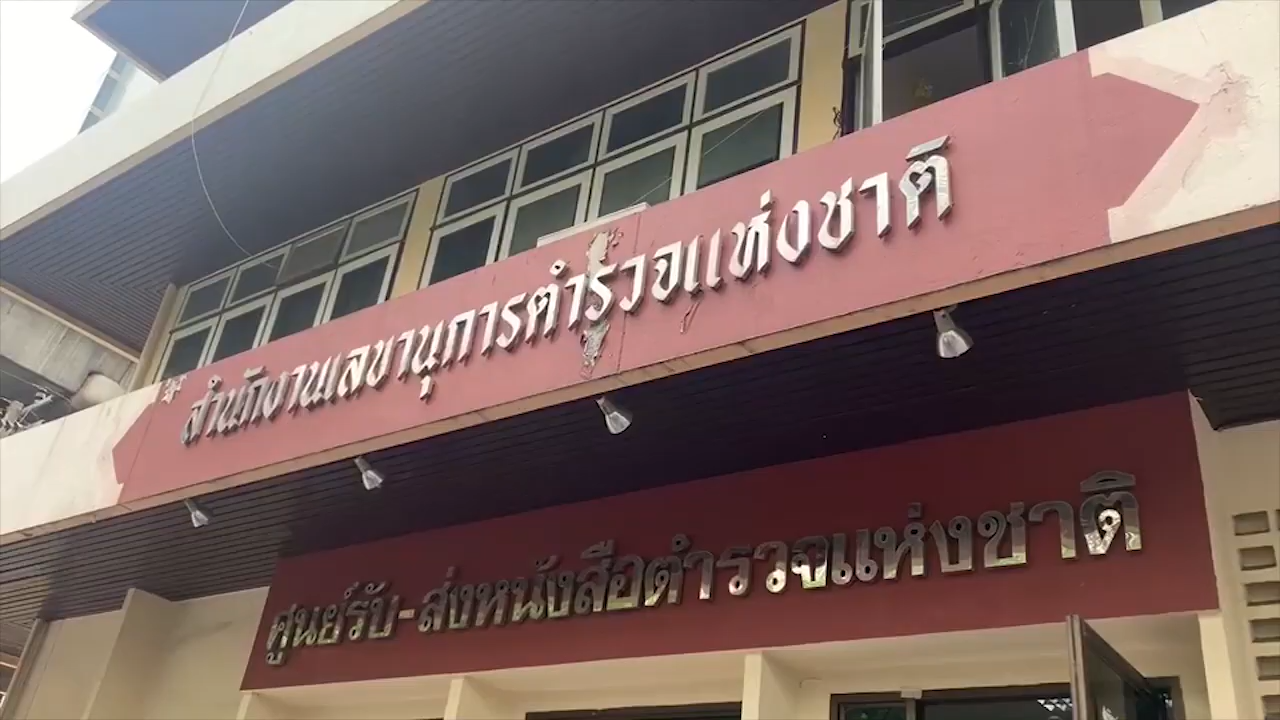 สำนักงานเลขานุการตำรวจแห่งชาติ
ศูนย์รับ-ส่งหนังสือตำรวจแห่งชาติ